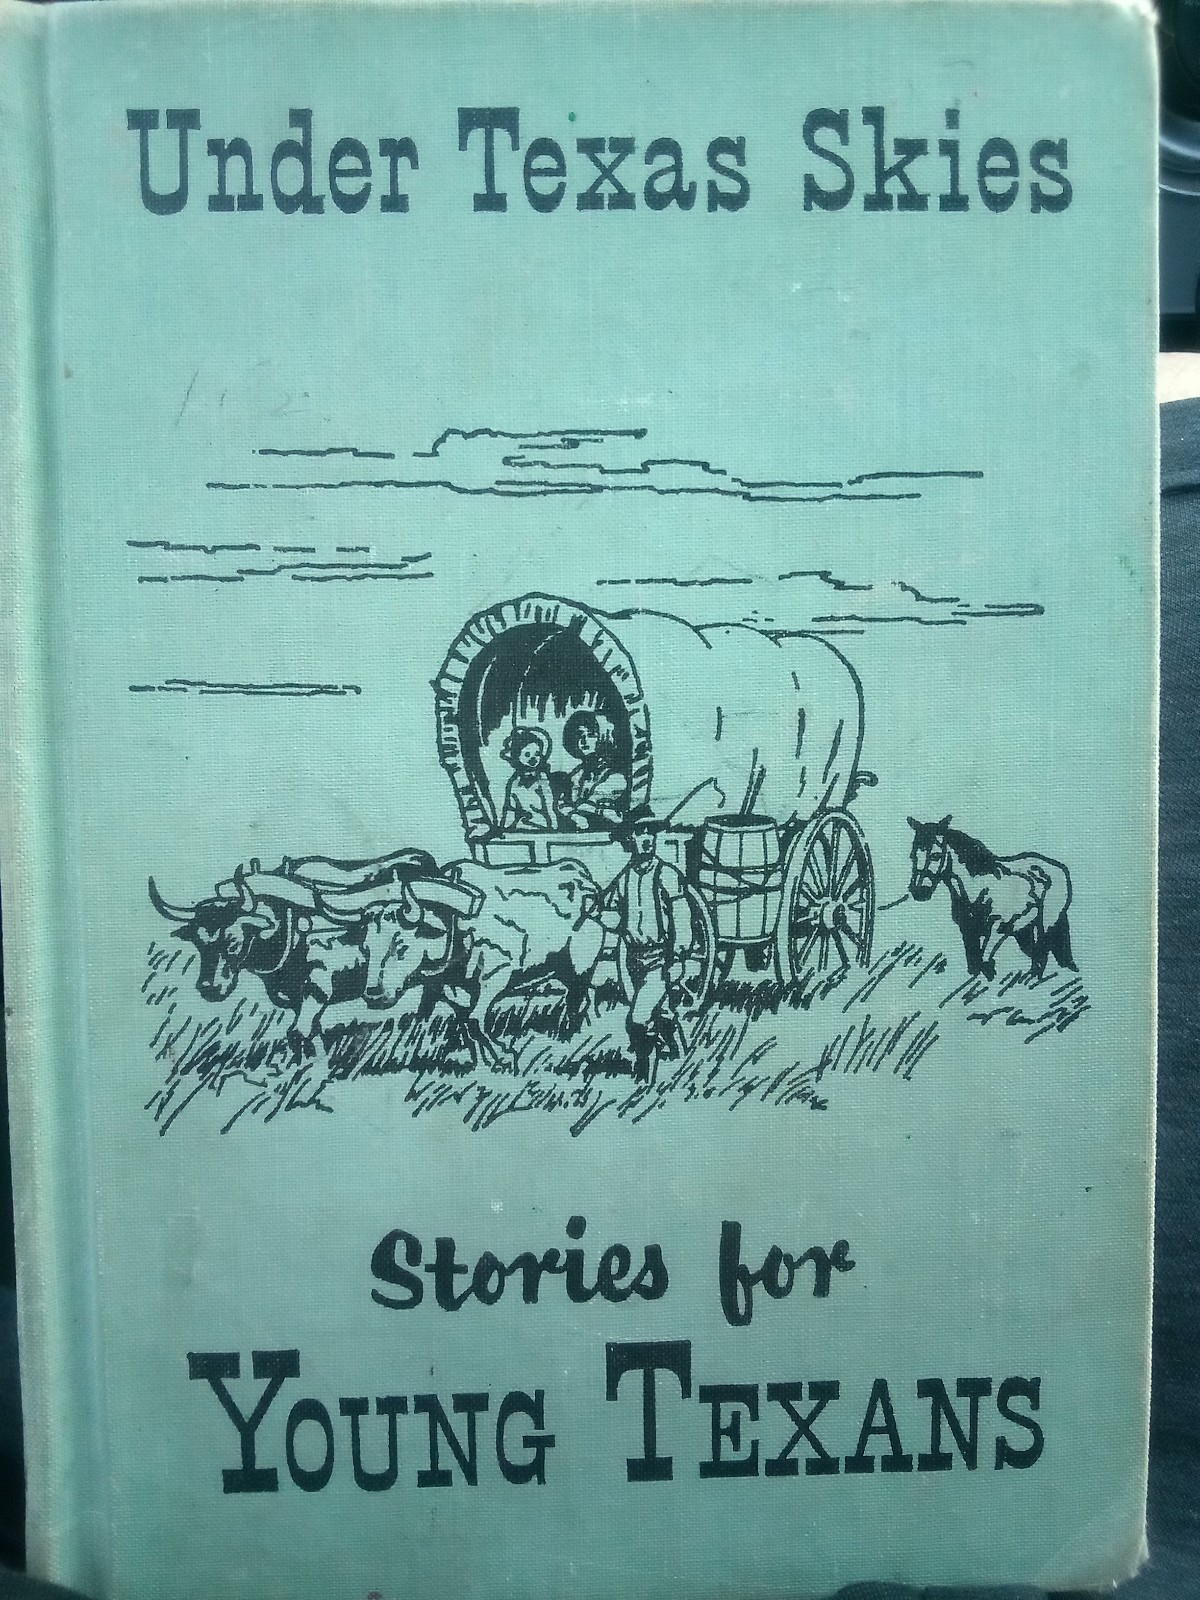 Under Texas Skies
Stories for
YOUNG TEXANS